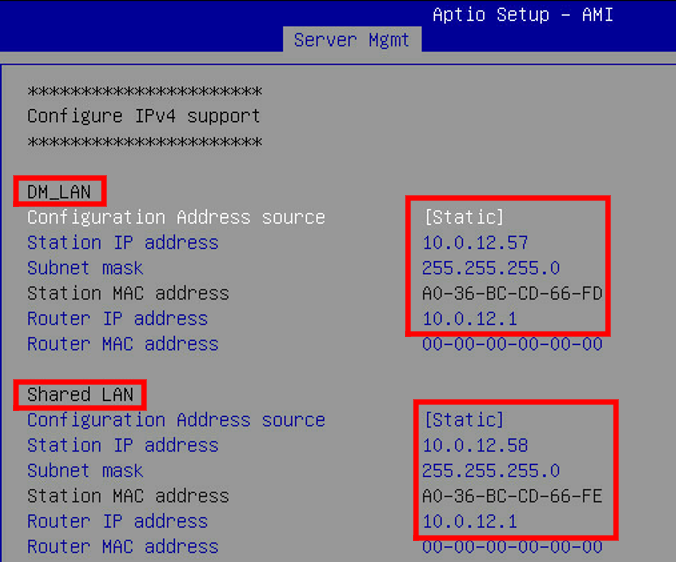 Aptio Setup - AMI
Server Mgmt
**********************
Configure IPv4 support
**********************
DM_LAN
Configuration Address source [Static]
Station IP address 10.0.12.57
Subnet mask 255.255.255.0
Station MAC address A0-36-BC-CD-66-FD
Router IP address 10.0.12.1
Router MAC address 00-00-00-00-00-00
Shared LAN
Configuration Address source [Static]
Station IP address 10.0.12.58
Subnet mask 255.255.255.0
Station MAC address A0-36-BC-CD-66-FE
Router IP address 10.0.12.1
Router MAC address 00-00-00-00-00-00